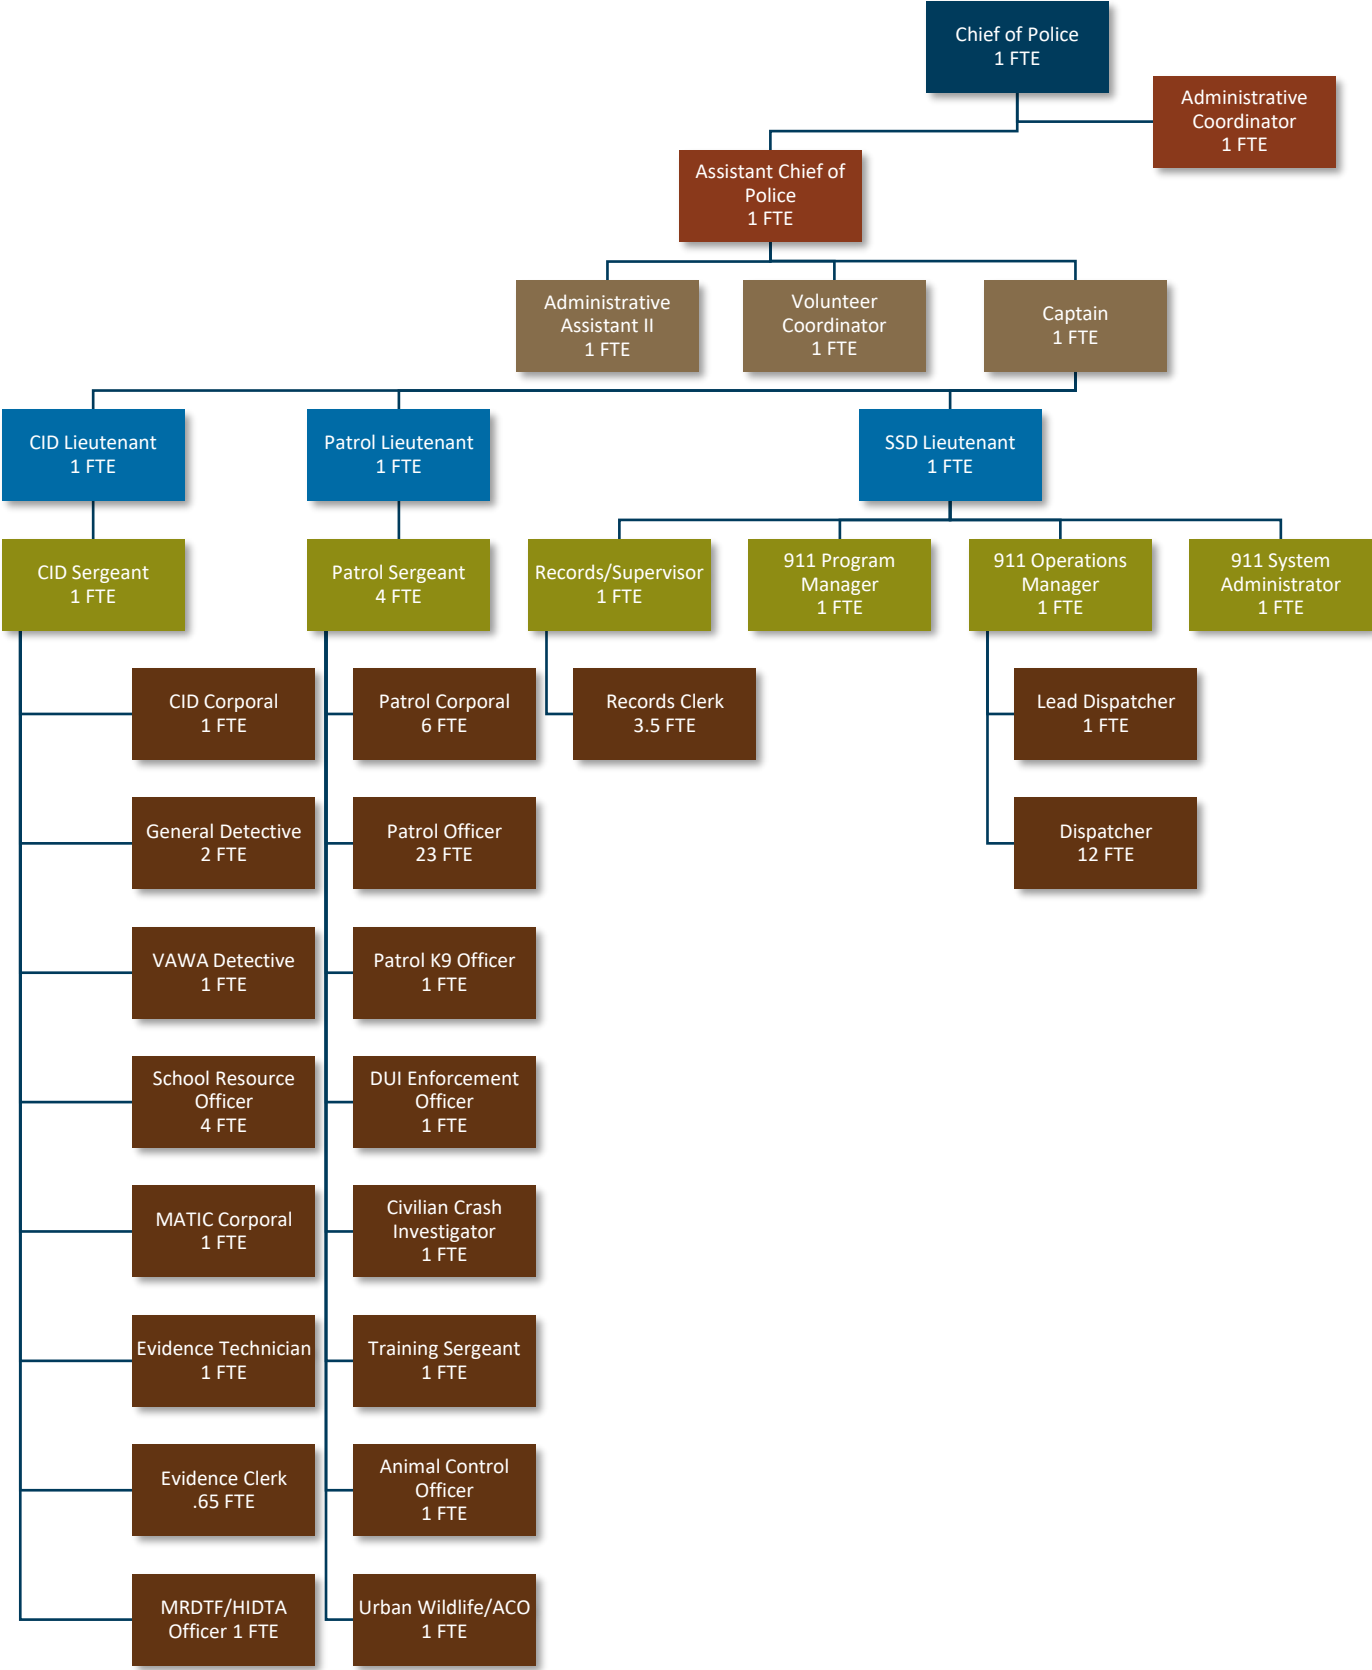 Chief of Police
1 FTE
Administrative
Coordinator
1 FTE
Assistant Chief of
Police
1 FTE
Administrative
Assistant II
1 FTE
Volunteer
Coordinator
1 FTE
Captain
1 FTE
CID Lieutenant
1 FTE
Patrol Lieutenant
1 FTE
SSD Lieutenant
1 FTE
CID Sergeant
1 FTE
Patrol Sergeant
4 FTE
Records/Supervisor
1 FTE
911 Program
Manager
1 FTE
911 Operations
Manager
1 FTE
911 System
Administrator
1 FTE
CID Corporal
1 FTE
Patrol Corporal
6 FTE
Records Clerk
3.5 FTE
Lead Dispatcher
1 FTE
General Detective
2 FTE
Patrol Officer
23 FTE
Dispatcher
12 FTE
VAWA Detective
1 FTE
Patrol K9 Officer
1 FTE
School Resource
Officer
4 FTE
DUI Enforcement
Officer
1 FTE
MATIC Corporal
1 FTE
Civilian Crash
Investigator
1 FTE
Evidence Technician
1 FTE
Training Sergeant
1 FTE
Evidence Clerk
.65 FTE
Animal Control
Officer
1 FTE
MRDTF/HIDTA
Officer 1 FTE
Urban Wildlife/ACO
1 FTE